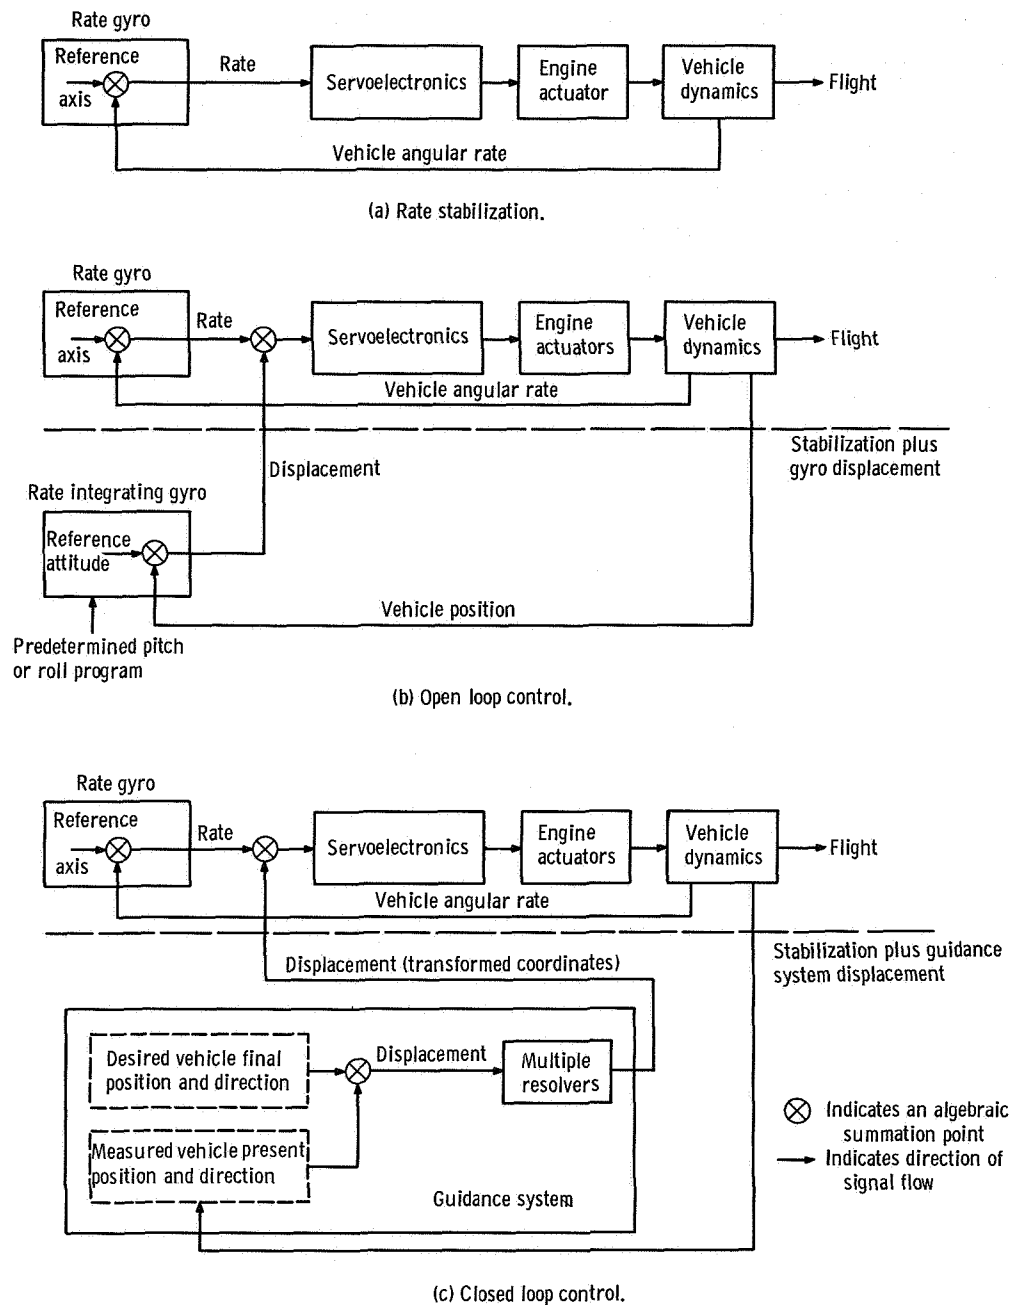 Rate gyro
Reference
axis
Rate
Servoelectronics
Engine
actuator
Vehicle
dynamics
Flight
Vehicle angular rate
(a) Rate stabilization.
Rate gyro
Reference
axis
Rate
Servoelectronics
Engine
actuators
Vehicle
dynamics
Flight
Vehicle angular rate
Stabilization plus
gyro displacement
Displacement
Rate integrating gyro
Reference
attitude
Vehicle position
Predetermined pitch
or roll program
(b) Open loop control.
Rate gyro
Reference
axis
Rate
Servoelectronics
Engine
actuators
Vehicle
dynamics
Flight
Vehicle angular rate
Stabilization plus guidance
system displacement
Displacement (transformed coordinates)
Desired vehicle final
position and direction
Displacement
Multiple
resolvers
Measured vehicle present
position and direction
Guidance system
Indicates an algebraic
summation point
Indicates direction of
signal flow
(c) Closed loop control.